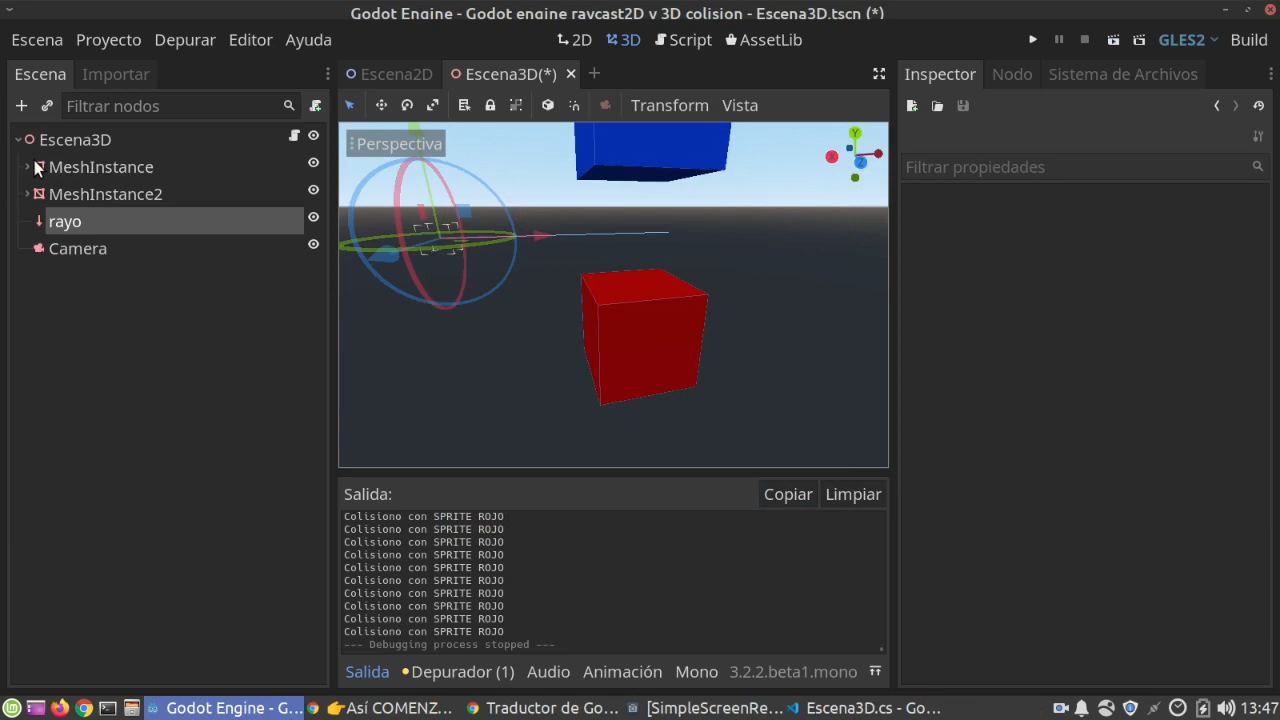 Godot Engine - Godot engine raycast2D y 3D colision - Escena3D.tscn (*)
Escena Proyecto Depurar Editor Ayuda 2D 3D Script AssetLib GLES2 Build
Escena Importar Escena2D Escena3D(*) Inspector Nodo Sistema de Archivos
Filtrar nodos Transform Vista
Escena3D
Perspectiva
Y
X
Z
MeshInstance
Filtrar propiedades
MeshInstance2
rayo
Camera
Salida: Copiar Limpiar
Colisiono con SPRITE ROJO
Colisiono con SPRITE ROJO
Colisiono con SPRITE ROJO
Colisiono con SPRITE ROJO
Colisiono con SPRITE ROJO
Colisiono con SPRITE ROJO
Colisiono con SPRITE ROJO
Colisiono con SPRITE ROJO
Colisiono con SPRITE ROJO
Colisiono con SPRITE ROJO
--- Debugging process stopped ---
Salida Depurador (1) Audio Animación Mono 3.2.2.beta1.mono
Godot Engine - G... Así COMENZ... Traductor de Go... [SimpleScreenRe... Escena3D.cs - Go... 13:47